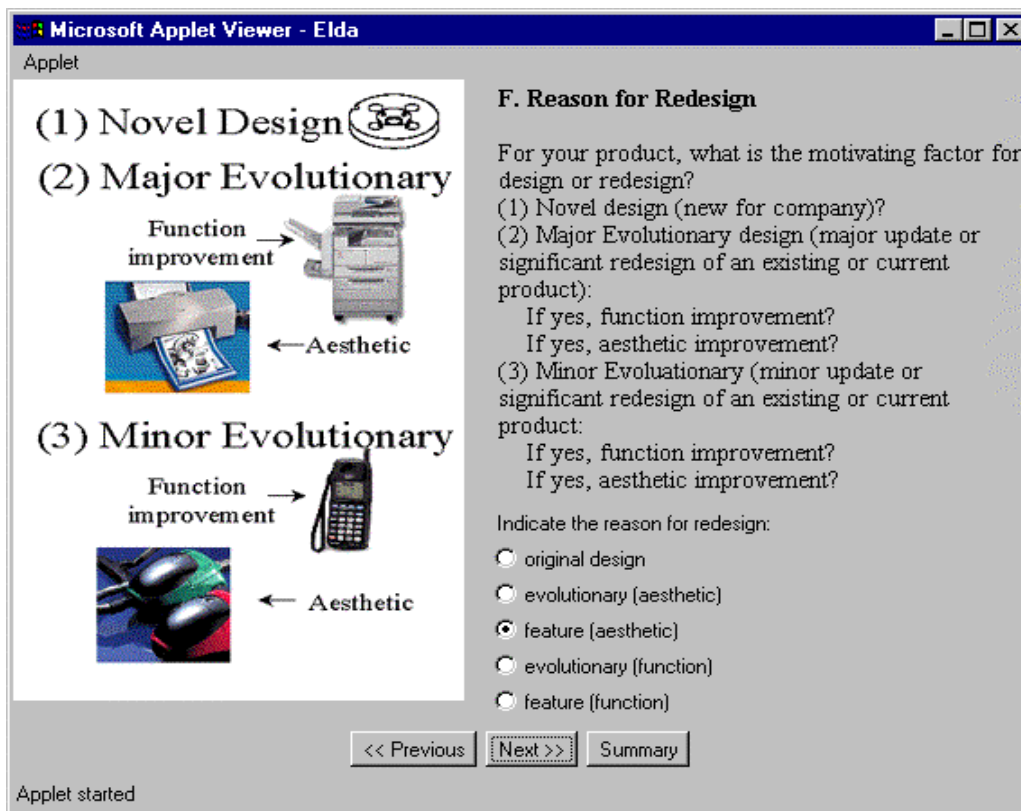 Microsoft Applet Viewer - Elda
Applet
(1) Novel Design
(2) Major Evolutionary
Function
improvement
Aesthetic
(3) Minor Evolutionary
Function
improvement
Aesthetic
F. Reason for Redesign
For your product, what is the motivating factor for
design or redesign?
(1) Novel design (new for company)?
(2) Major Evolutionary design (major update or
significant redesign of an existing or current
product):
If yes, function improvement?
If yes, aesthetic improvement?
(3) Minor Evoluationary (minor update or
significant redesign of an existing or current
product:
If yes, function improvement?
If yes, aesthetic improvement?
Indicate the reason for redesign:
original design
evolutionary (aesthetic)
feature (aesthetic)
evolutionary (function)
feature (function)
<< Previous
Next >>
Summary
Applet started